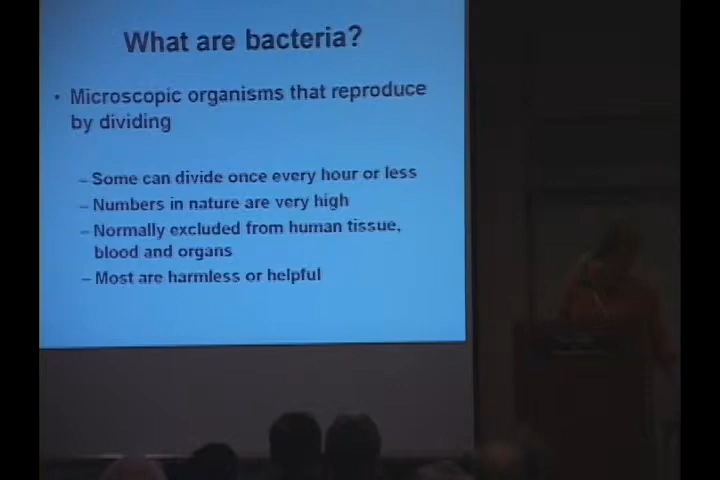 What are bacteria?
• Microscopic organisms that reproduce
by dividing
– Some can divide once every hour or less
– Numbers in nature are very high
– Normally excluded from human tissue,
blood and organs
– Most are harmless or helpful